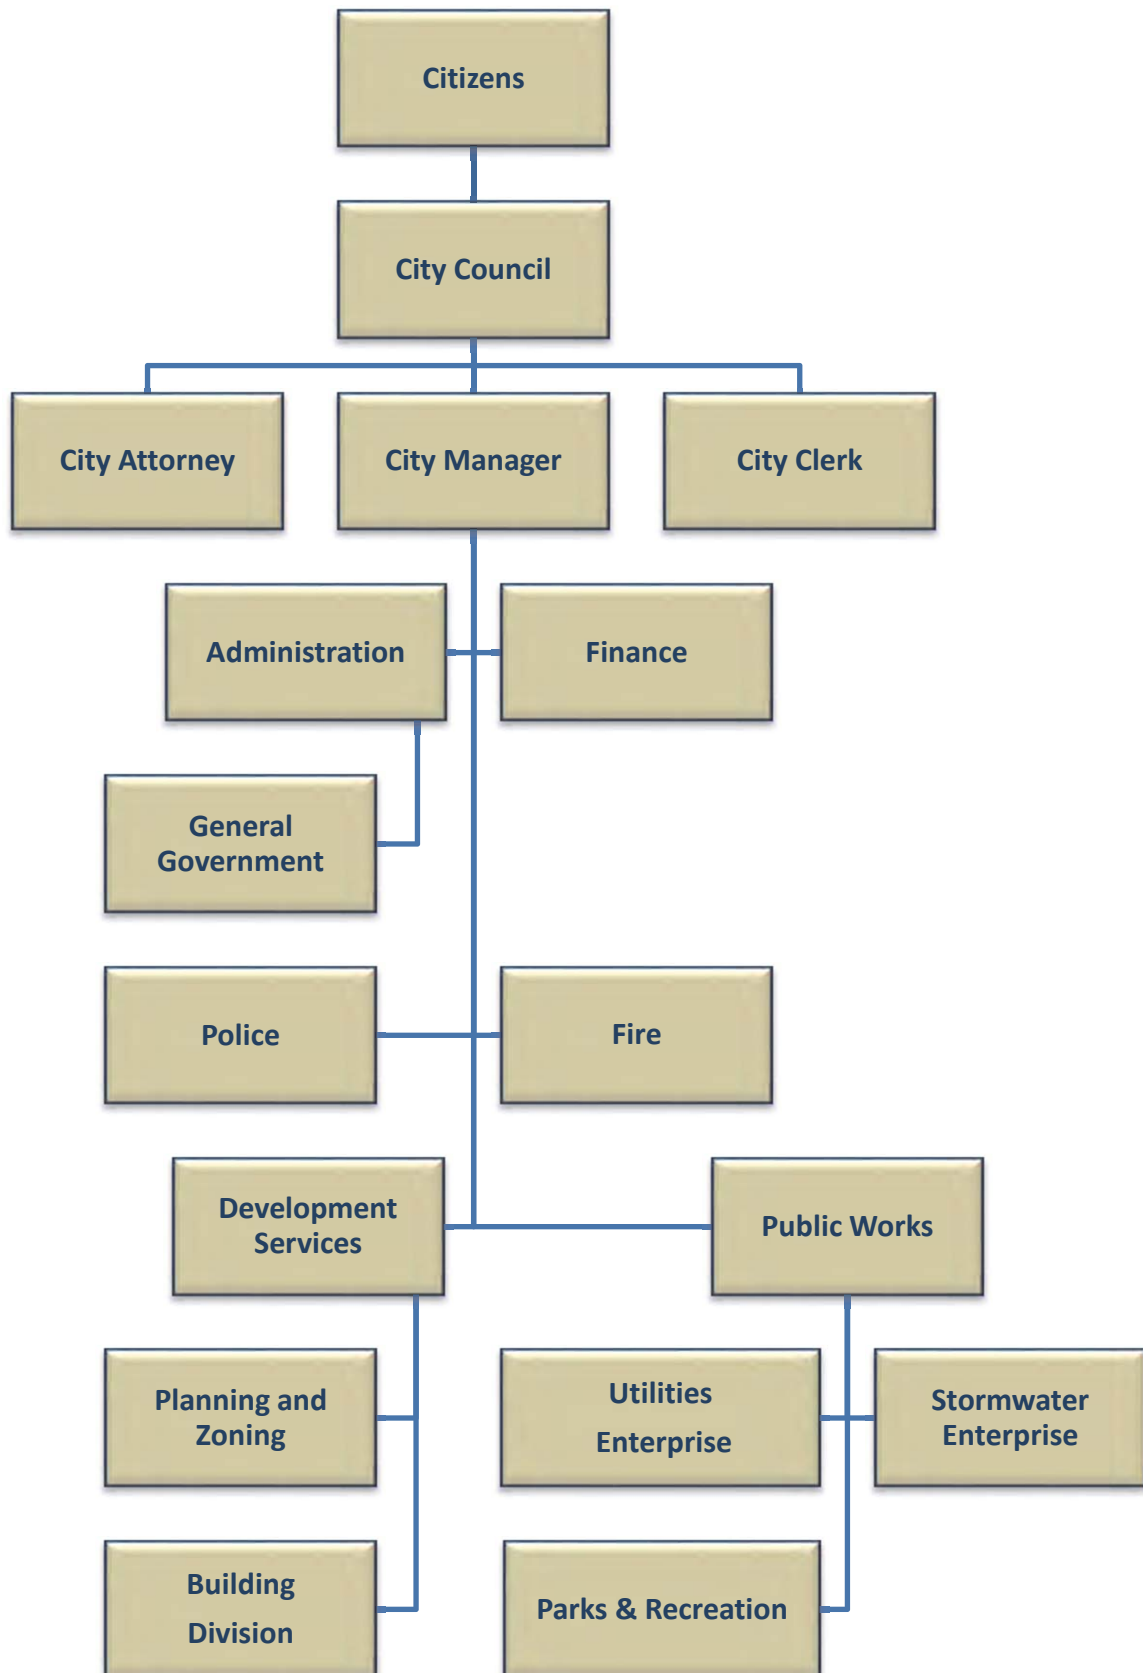 Citizens
City Council
City Attorney
City Manager
City Clerk
Administration
Finance
General
Government
Police
Fire
Development
Services
Public Works
Planning and
Zoning
Utilities
Enterprise
Stormwater
Enterprise
Building
Division
Parks & Recreation